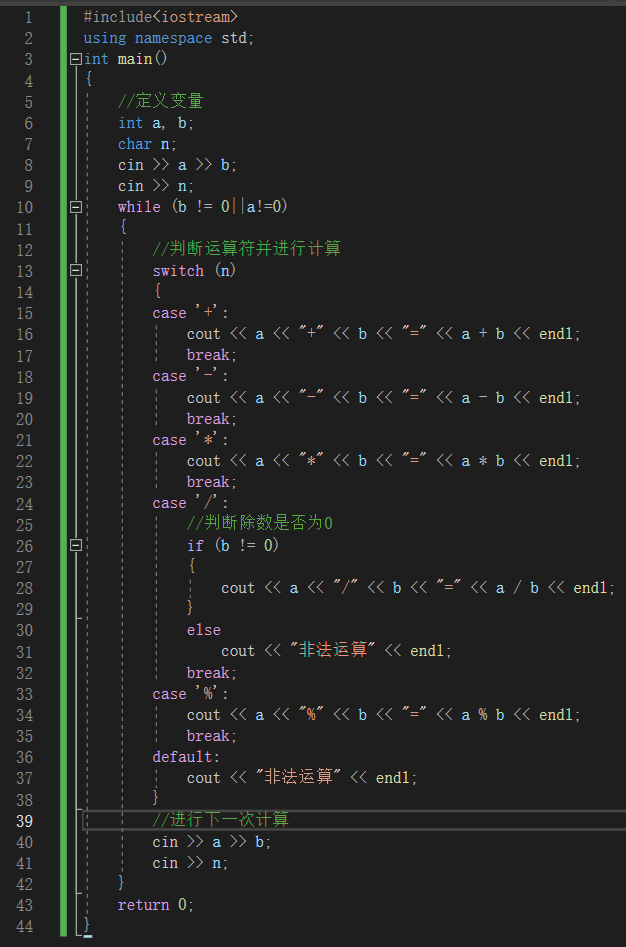 1 #include<iostream>
2 using namespace std;
3 int main()
4 {
5 //定义变量
6 int a, b;
7 char n;
8 cin >> a >> b;
9 cin >> n;
10 while (b != 0||a!=0)
11 {
12 //判断运算符并进行计算
13 switch (n)
14 {
15 case '+':
16 cout << a << "+" << b << "=" << a + b << endl;
17 break;
18 case '-':
19 cout << a << "-" << b << "=" << a - b << endl;
20 break;
21 case '*':
22 cout << a << "*" << b << "=" << a * b << endl;
23 break;
24 case '/':
25 //判断除数是否为0
26 if (b != 0)
27 {
28 cout << a << "/" << b << "=" << a / b << endl;
29 }
30 else
31 cout << "非法运算" << endl;
32 break;
33 case '%':
34 cout << a << "%" << b << "=" << a % b << endl;
35 break;
36 default:
37 cout << "非法运算" << endl;
38 }
39 //进行下一次计算
40 cin >> a >> b;
41 cin >> n;
42 }
43 return 0;
44 }